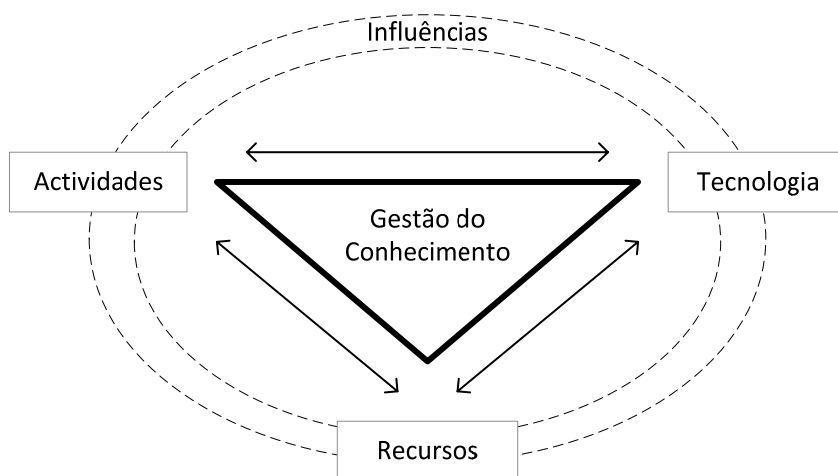 Influências
Actividades
Tecnologia
Gestão do
Conhecimento
Recursos